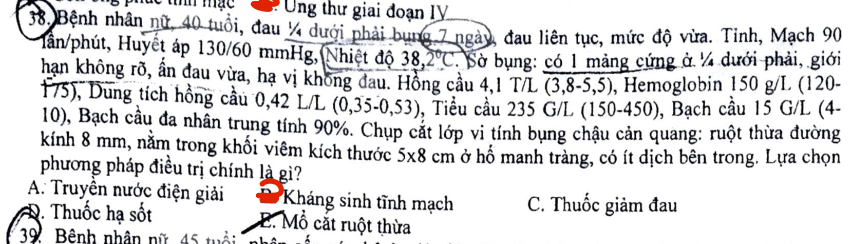 Ung thư giai đoạn IV
38. Bệnh nhân nữ, 40 tuổi, đau ¼ dưới phải bụng 7 ngày, đau liên tục, mức độ vừa. Tỉnh, Mạch 90
lần/phút, Huyết áp 130/60 mmHg, Nhiệt độ 38,2°C. Sờ bụng: có 1 mảng cứng ở ¼ dưới phải, giới
hạn không rõ, ấn đau vừa, hạ vị không đau. Hồng cầu 4,1 T/L (3,8-5,5), Hemoglobin 150 g/L (120-
175), Dung tích hồng cầu 0,42 L/L (0,35-0,53), Tiểu cầu 235 G/L (150-450), Bạch cầu 15 G/L (4-
10), Bạch cầu đa nhân trung tính 90%. Chụp cắt lớp vi tính bụng chậu cản quang: ruột thừa đường
kính 8 mm, nằm trong khối viêm kích thước 5x8 cm ở hố manh tràng, có ít dịch bên trong. Lựa chọn
phương pháp điều trị chính là gì?
A. Truyền nước điện giải Kháng sinh tĩnh mạch C. Thuốc giảm đau
D. Thuốc hạ sốt E. Mổ cắt ruột thừa
39. Bệnh nhân nữ, 45 tuổi,